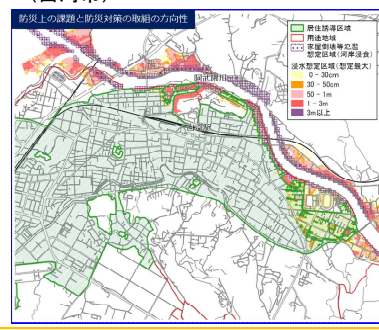 防災上の課題と防災対策の取組の方向性
居住誘導区域
用途地域
家屋倒壊等氾濫
想定区域(河岸浸食)
浸水想定区域(想定最大)
0－30cm
30－50cm
50－1m
1－3m
3m以上
阿武隈川